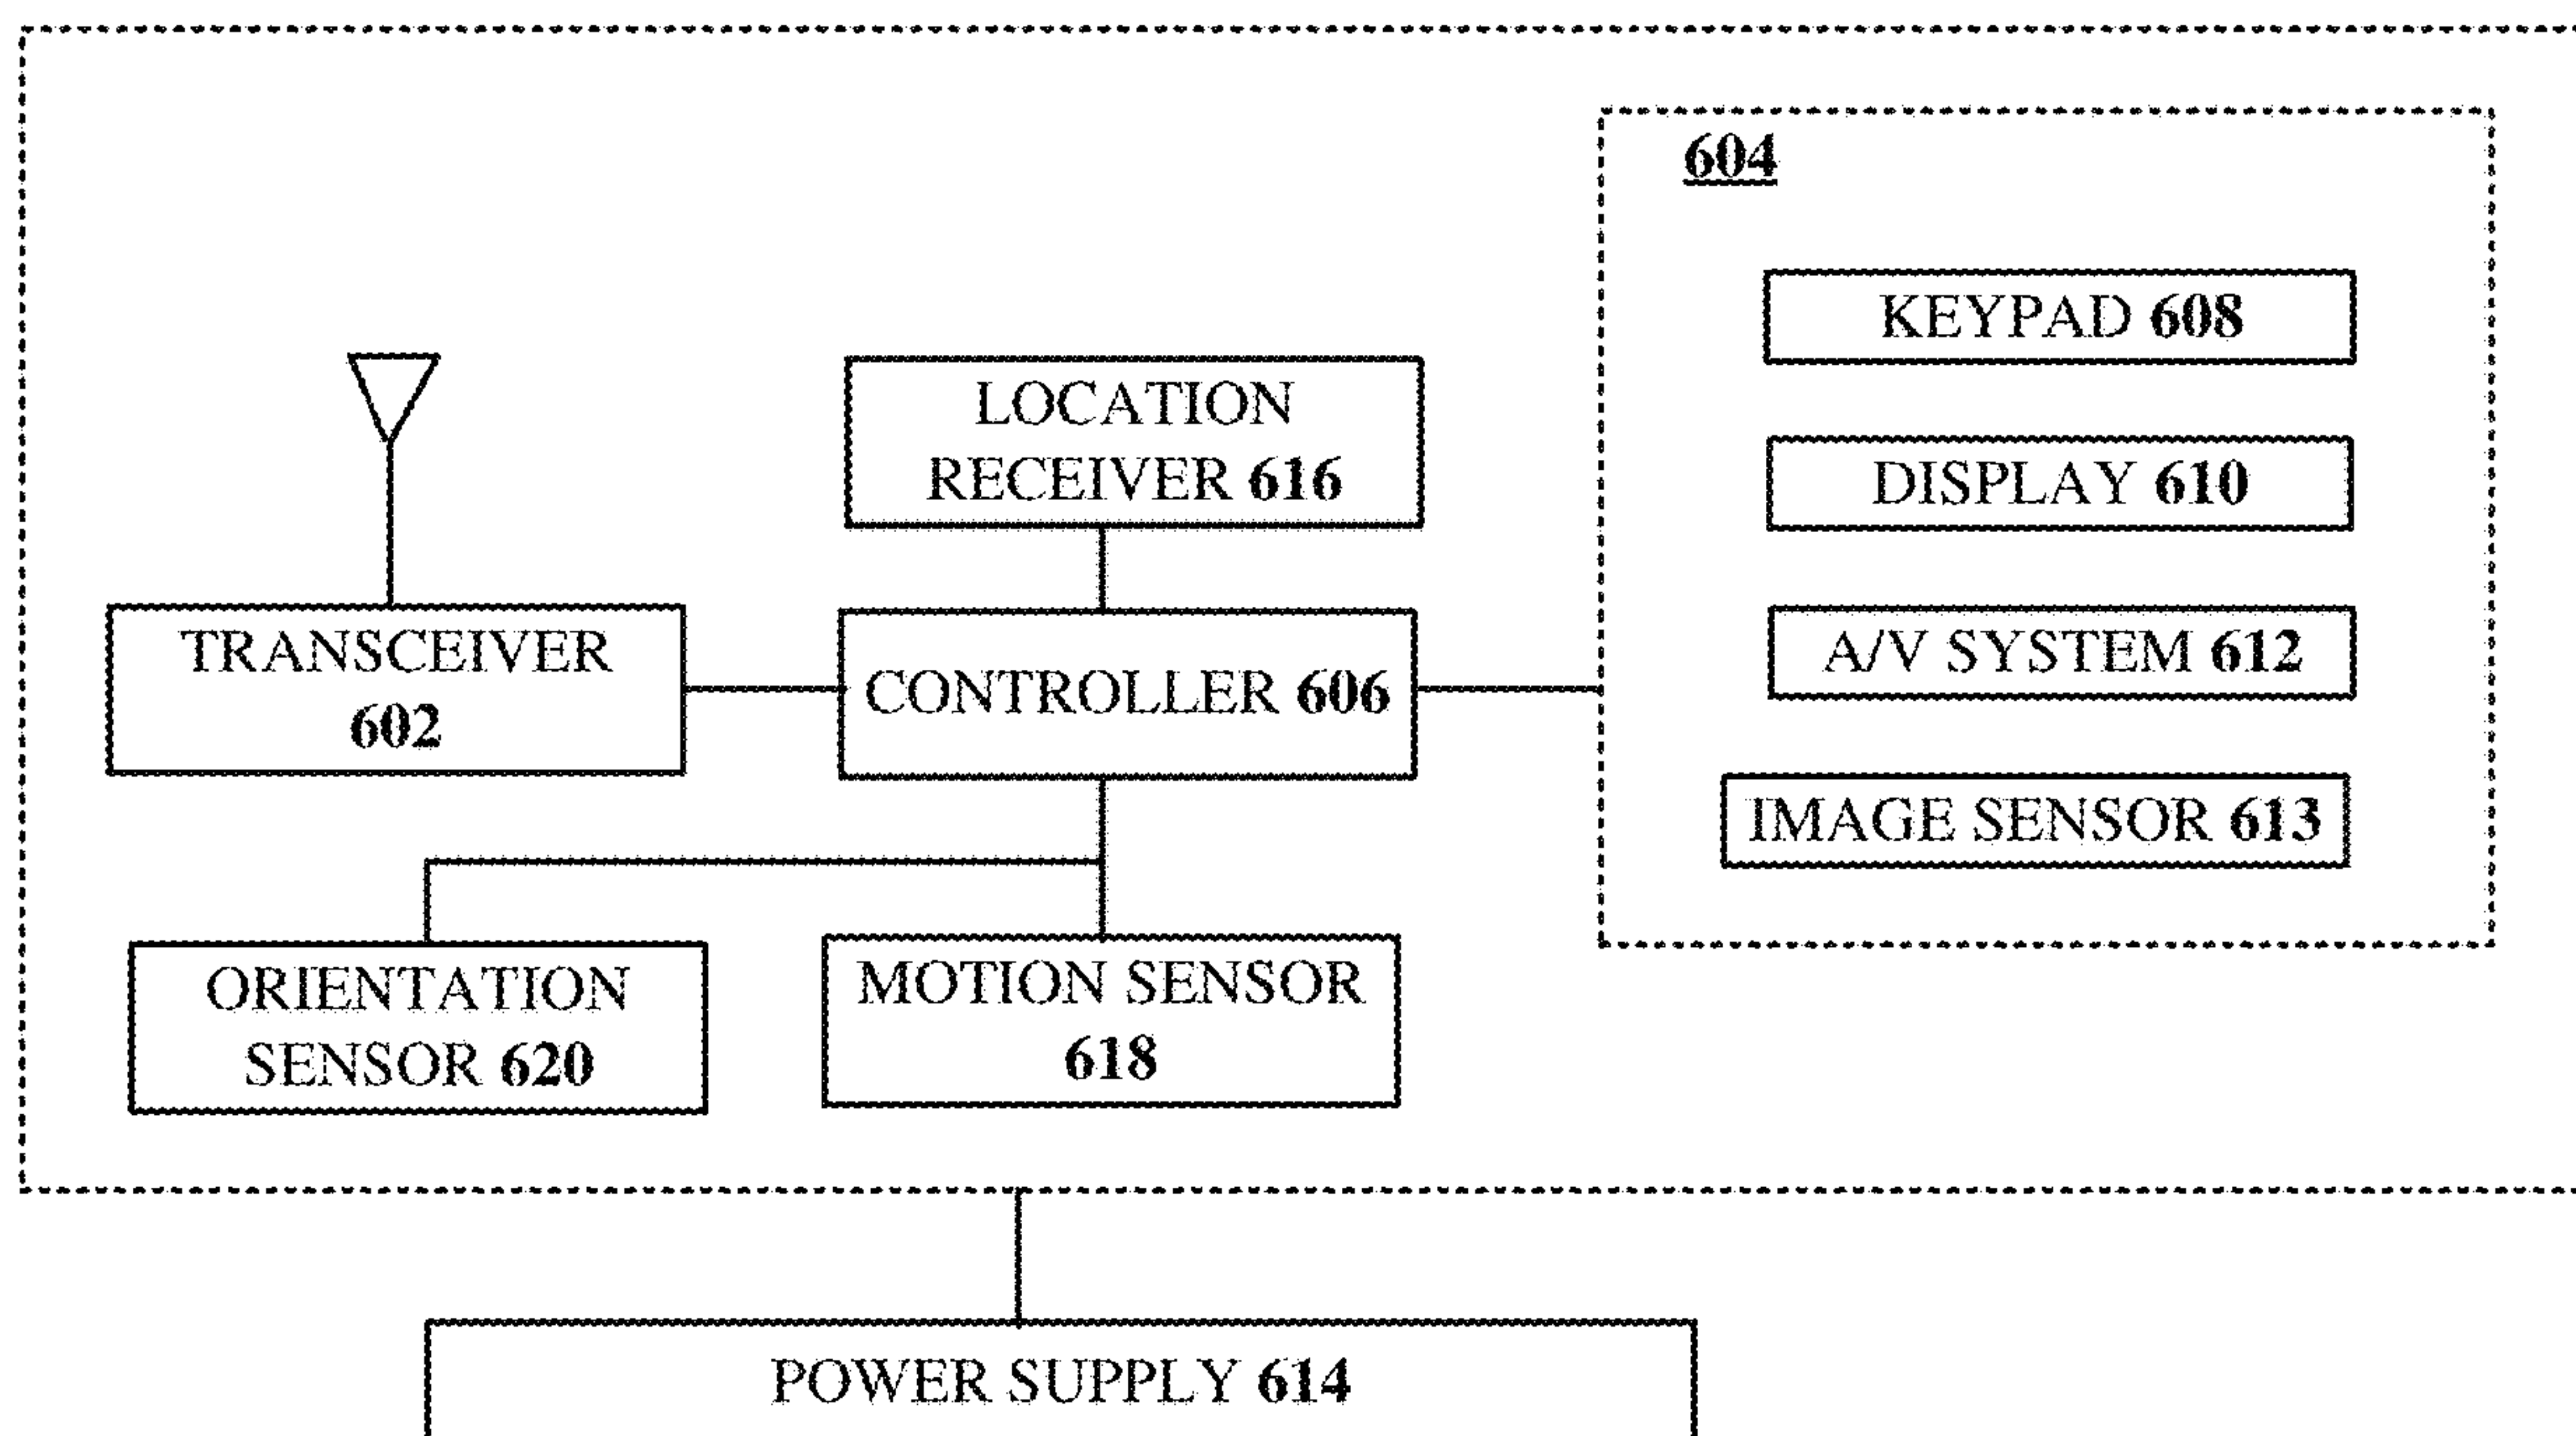 604
KEYPAD 608
LOCATION
RECEIVER 616
DISPLAY 610
TRANSCEIVER
602
CONTROLLER 606
A/V SYSTEM 612
IMAGE SENSOR 613
ORIENTATION
SENSOR 620
MOTION SENSOR
618
POWER SUPPLY 614